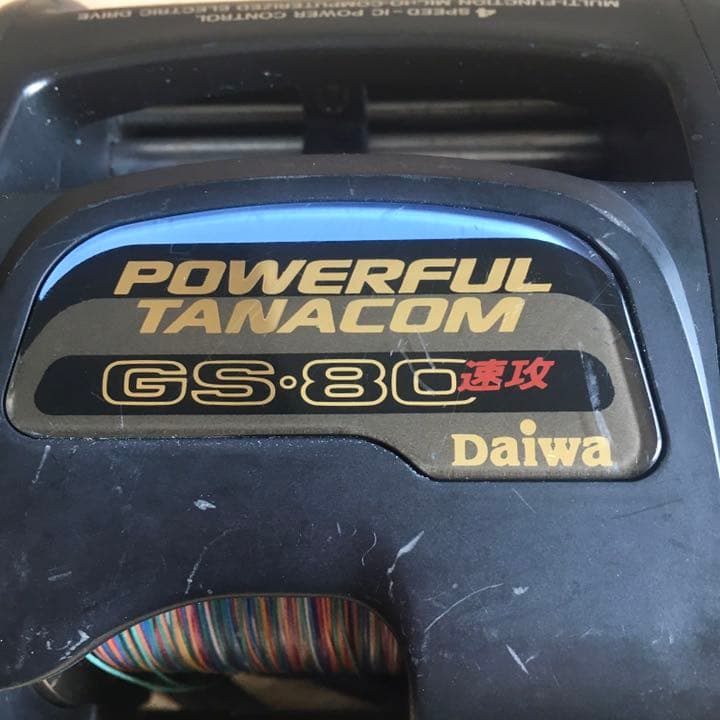 MULTI-FUNCTION MICRO-COMPUTERIZED ELECTRIC DRIVE
4 SPEED-IC POWER CONTROL
POWERFUL
TANACOM
GS·80速攻
Daiwa